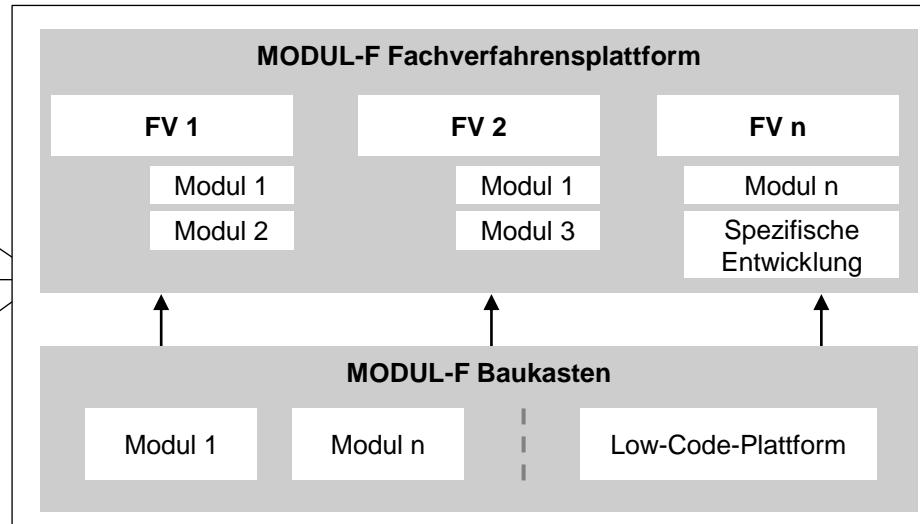 MODUL-F Fachverfahrensplattform
FV 1
FV 2
FV n
Modul 1
Modul 1
Modul n
Modul 2
Modul 3
Spezifische
Entwicklung
MODUL-F Baukasten
Modul 1
Modul n
Low-Code-Plattform